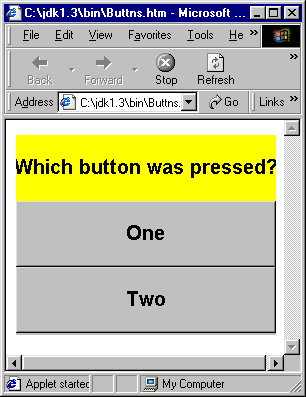 C:\jdk1.3\bin\Buttns.htm - Microsoft ...
File Edit View Favorites Tools He »
Back Forward Stop Refresh »
Address C:\jdk1.3\bin\Buttns. Go Links »
Which button was pressed?
One
Two
Applet started My Computer